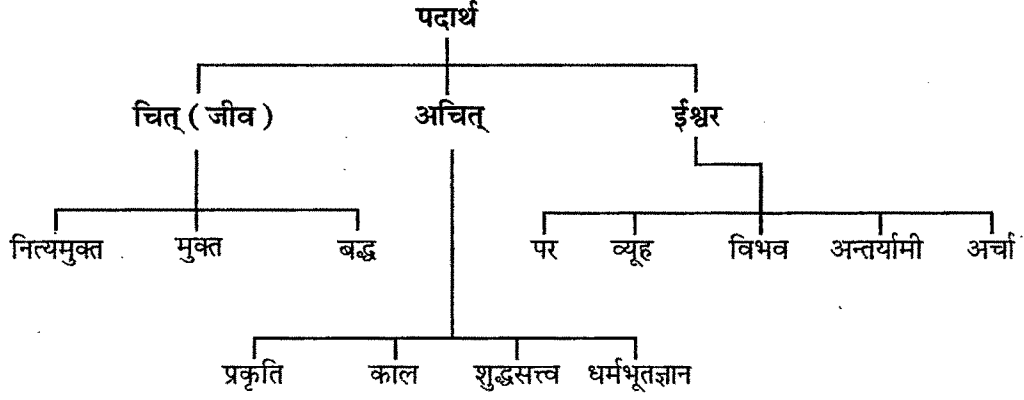 पदार्थ
चित् ( जीव ) अचित् ईश्वर
नित्यमुक्त मुक्त बद्ध पर व्यूह विभव अन्तर्यामी अर्चा
प्रकृति काल शुद्धसत्त्व धर्मभूतज्ञान